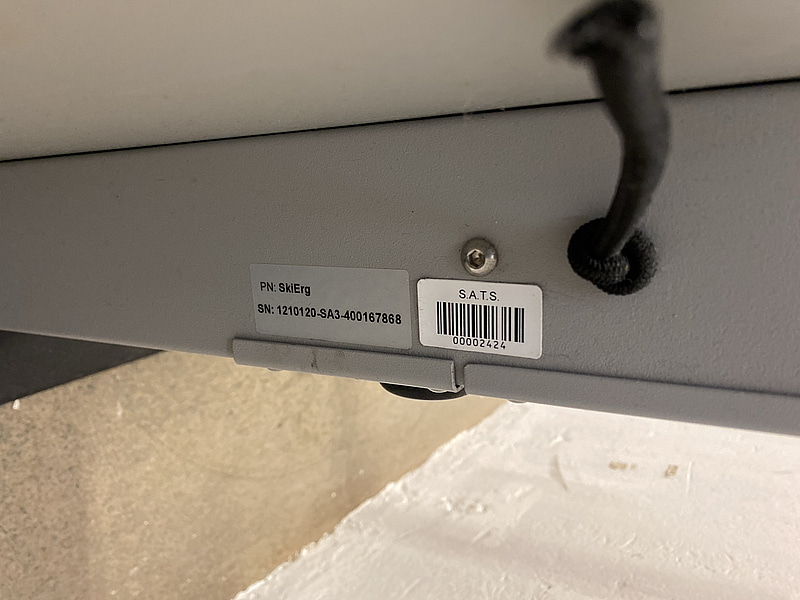 PN: SkiErg
SN: 1210120-SA3-400167868
S.A.T.S.
00002424